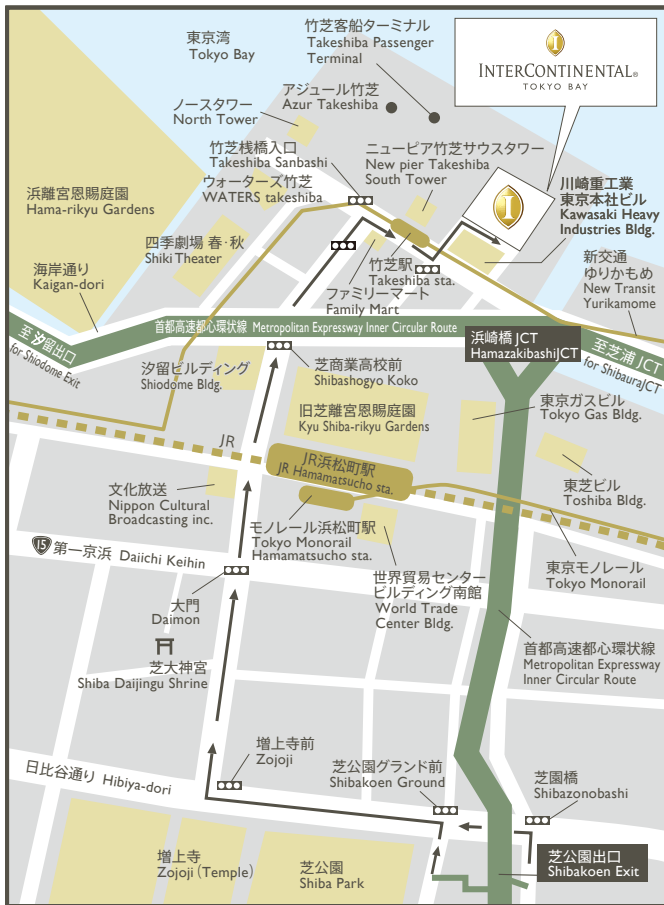 東京湾
Tokyo Bay
竹芝客船ターミナル
Takeshiba Passenger
Terminal
アジュール竹芝
Azur Takeshiba
INTERCONTINENTAL®
TOKYO BAY
ノースタワー
North Tower
竹芝桟橋入口
Takeshiba Sanbashi
ニューピア竹芝サウスタワー
New pier Takeshiba
South Tower
ウォーターズ竹芝
WATERS takeshiba
浜離宮恩賜庭園
Hama-rikyu Gardens
川崎重工業
東京本社ビル
Kawasaki Heavy
Industries Bldg.
四季劇場 春・秋
Shiki Theater
海岸通り
Kaigan-dori
竹芝駅
Takeshiba sta.
新交通
ゆりかもめ
New Transit
Yurikamome
ファミリーマート
Family Mart
首都高速都心環状線 Metropolitan Expressway Inner Circular Route
至汐留出口
for Shiodome Exit
浜崎橋 JCT
HamazakibashiJCT
至芝浦 JCT
for ShibauraJCT
汐留ビルディング
Shiodome Bldg.
芝商業高校前
Shibashogyo Koko
旧芝離宮恩賜庭園
Kyu Shiba-rikyu Gardens
東京ガスビル
Tokyo Gas Bldg.
JR
JR浜松町駅
JR Hamamatsucho sta.
東芝ビル
Toshiba Bldg.
文化放送
Nippon Cultural
Broadcasting inc.
モノレール浜松町駅
Tokyo Monorail
Hamamatsucho sta.
15
第一京浜 Daiichi Keihin
世界貿易センター
ビルディング南館
World Trade
Center Bldg.
東京モノレール
Tokyo Monorail
大門
Daimon
芝大神宮
Shiba Daijingu Shrine
首都高速都心環状線
Metropolitan Expressway
Inner Circular Route
増上寺前
Zojoji
日比谷通り Hibiya-dori
芝公園グランド前
Shibakoen Ground
芝園橋
Shibazonobashi
増上寺
Zojoji (Temple)
芝公園
Shiba Park
芝公園出口
Shibakoen Exit